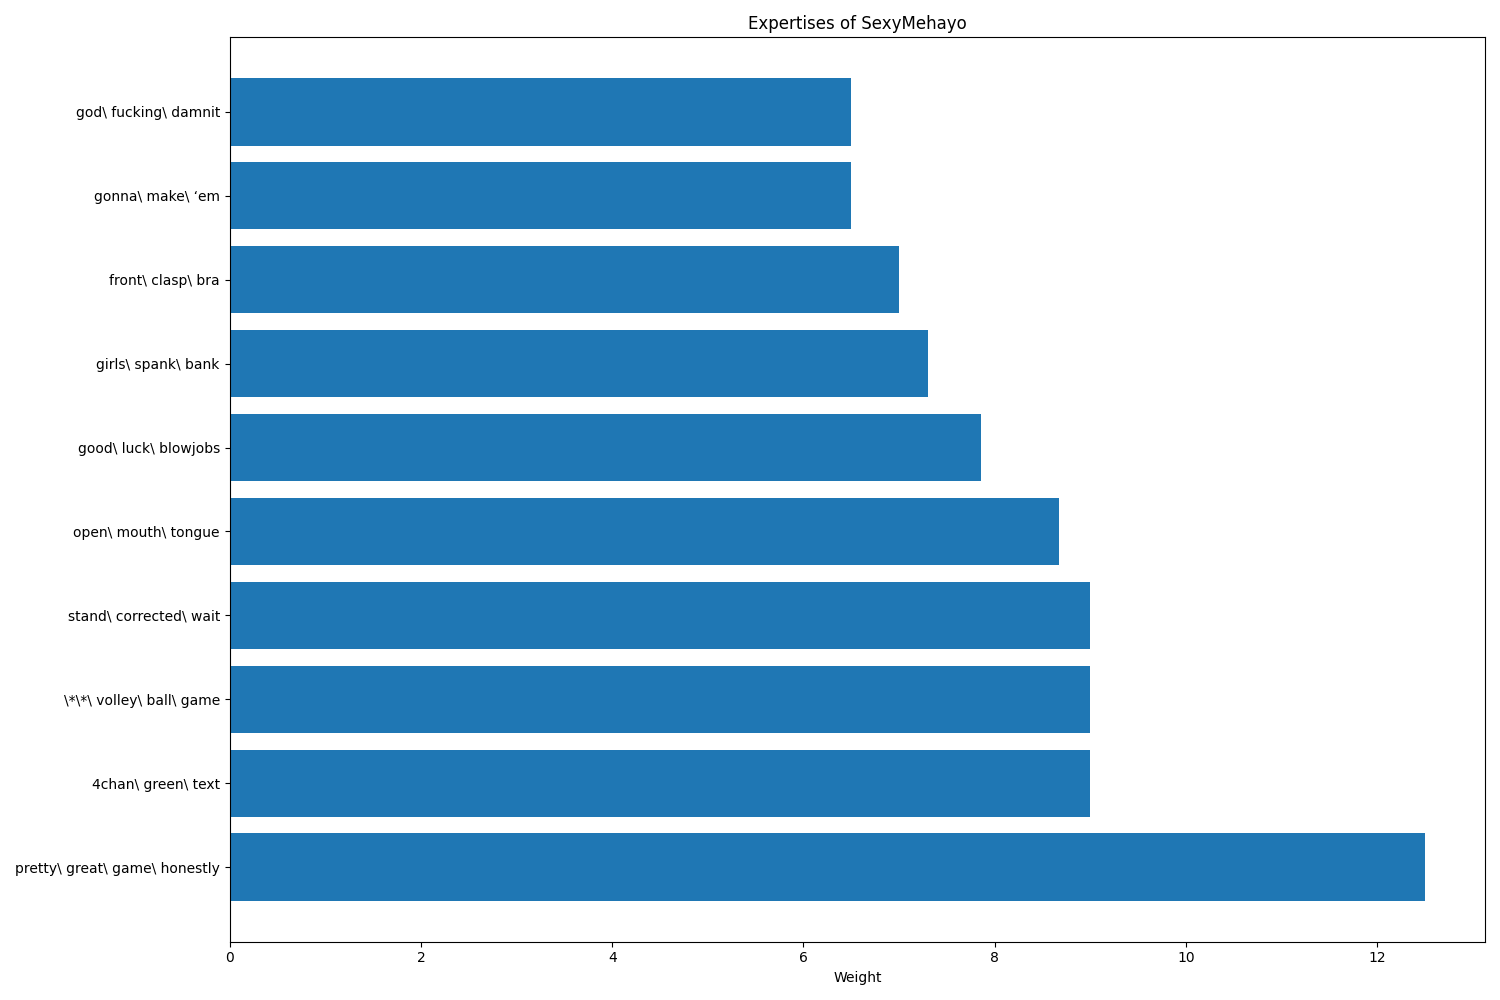 Expertises of SexyMehayo
god\ fucking\ damnit
gonna\ make\ ‘em
front\ clasp\ bra
girls\ spank\ bank
good\ luck\ blowjobs
open\ mouth\ tongue
stand\ corrected\ wait
\*\*\ volley\ ball\ game
4chan\ green\ text
pretty\ great\ game\ honestly
0 2 4 6 8 10 12
Weight